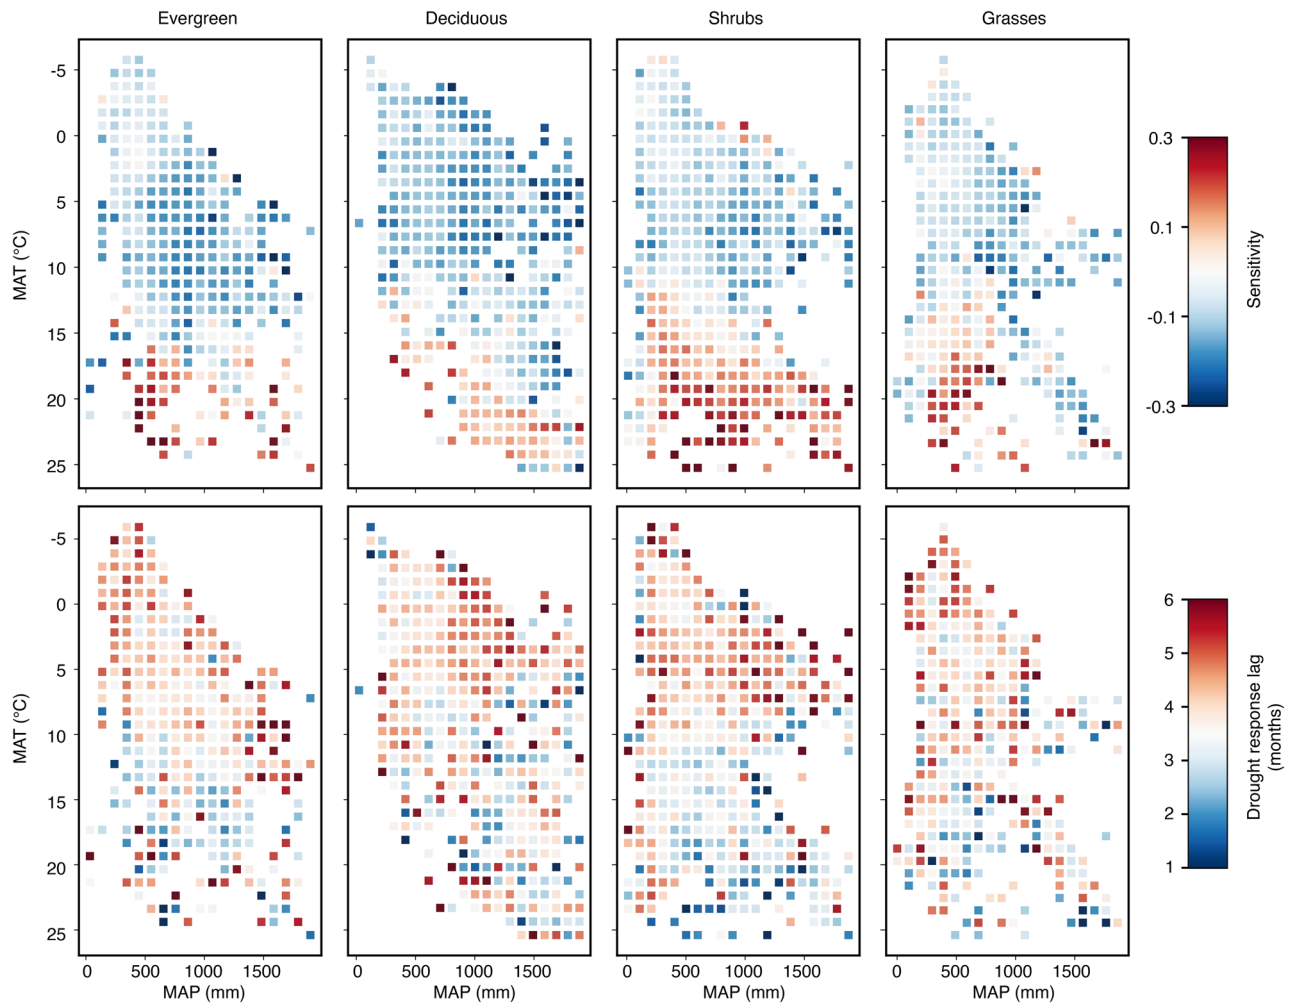 Evergreen
Deciduous
Shrubs
Grasses
-5
0
5
10
15
20
25
MAT (°C)
0.3
0.1
-0.1
-0.3
Sensitivity
-5
0
5
10
15
20
25
MAT (°C)
6
5
4
3
2
1
Drought response lag
(months)
0 500 1000 1500
0 500 1000 1500
0 500 1000 1500
0 500 1000 1500
MAP (mm)
MAP (mm)
MAP (mm)
MAP (mm)